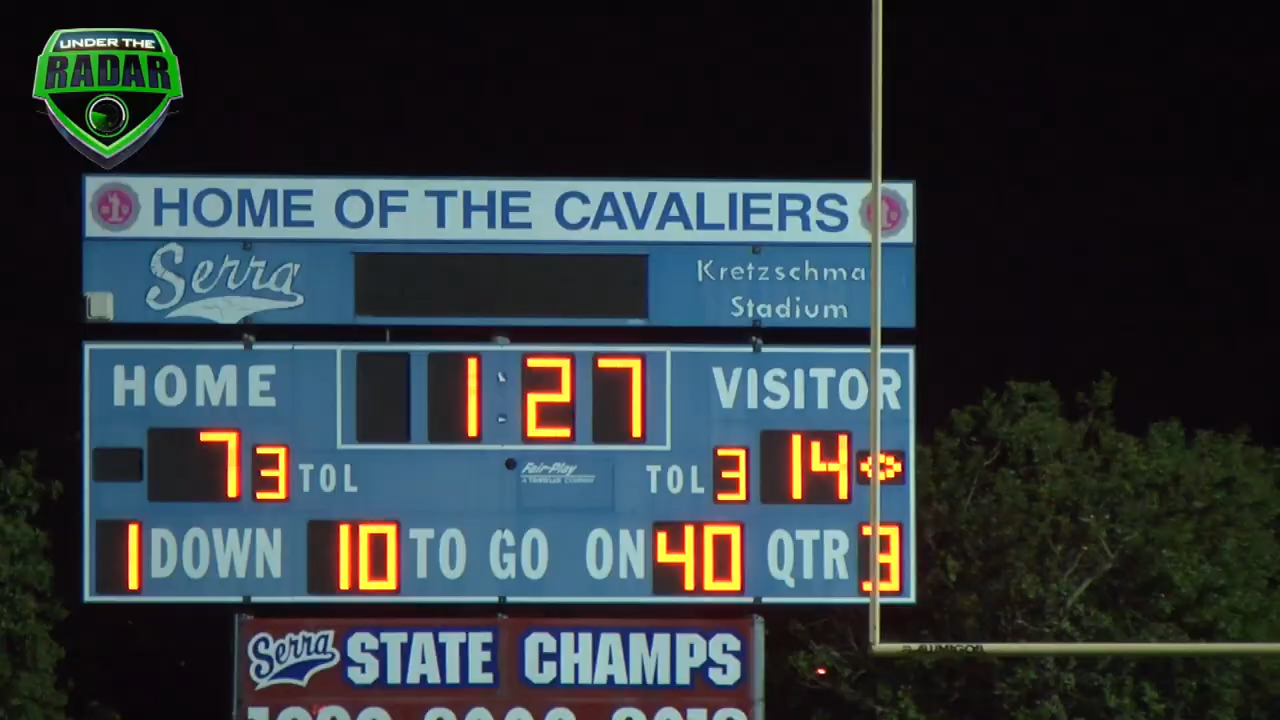 UNDER THE
RADAR
HOME OF THE CAVALIERS
Serra
Kretzschma
Stadium
HOME 1:27 VISITOR
7 3 TOL Fair-Play TOL 3 14
1 DOWN 10 TO GO ON 40 QTR 3
Serra STATE CHAMPS